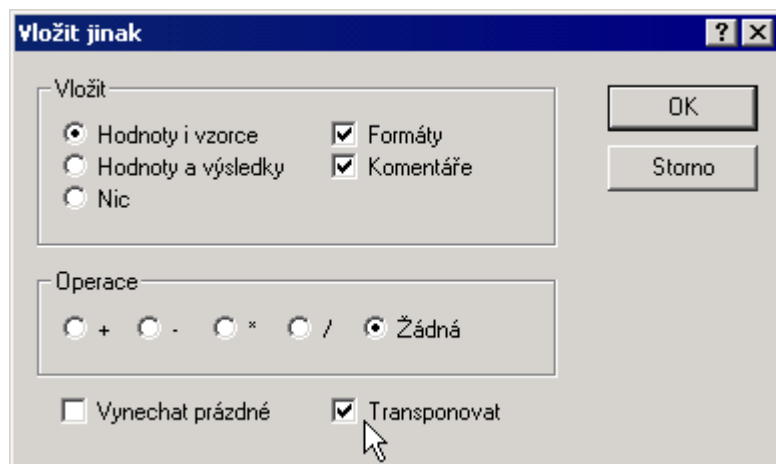 Vložit jinak
Vložit
Hodnoty i vzorce
Formáty
OK
Hodnoty a výsledky
Komentáře
Storno
Nic
Operace
+ - * / Žádná
Vynechat prázdné
Transponovat